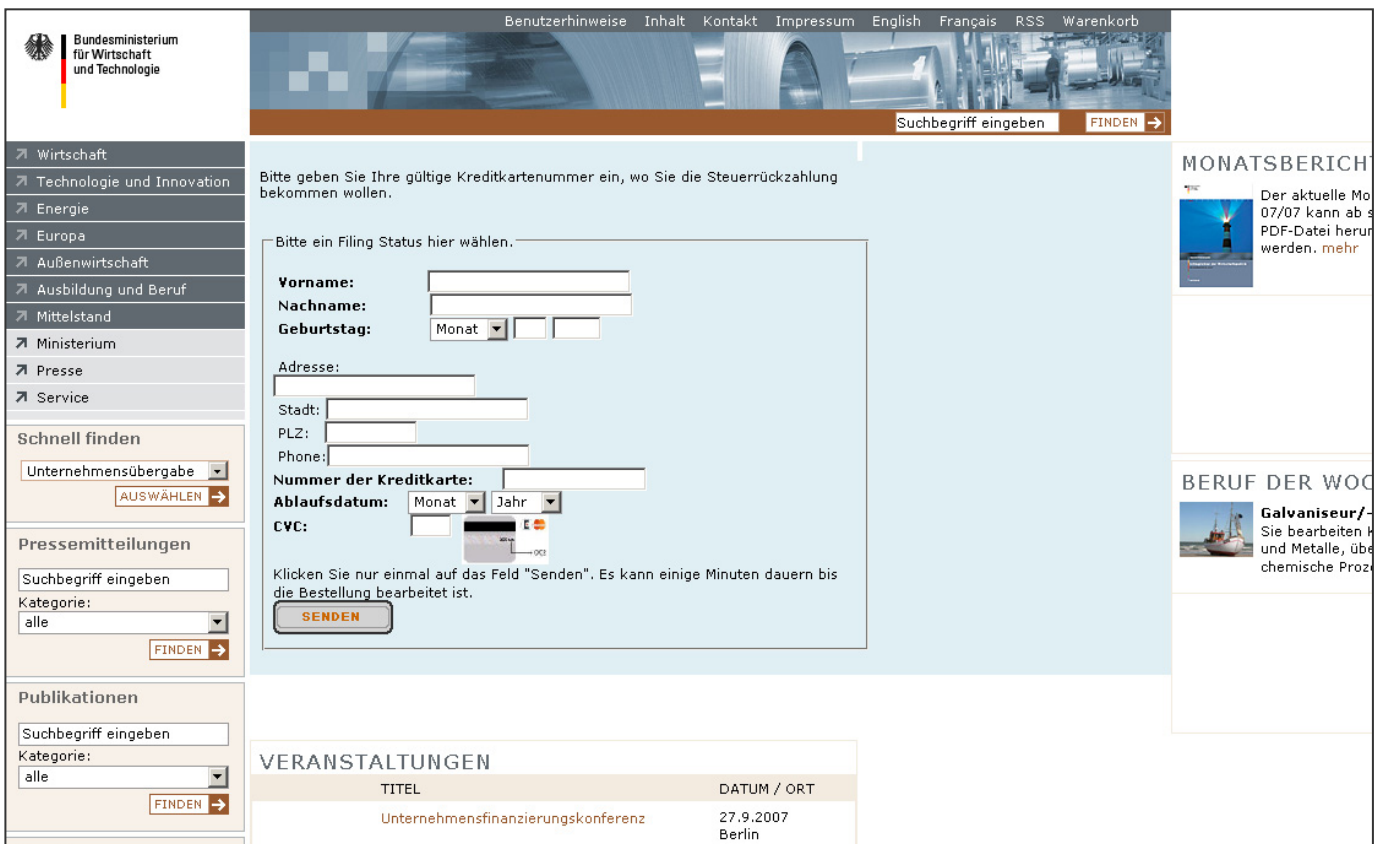 Benutzerhinweise Inhalt Kontakt Impressum English Français RSS Warenkorb
Bundesministerium
für Wirtschaft
und Technologie
Suchbegriff eingeben FINDEN
Wirtschaft
Technologie und Innovation
Energie
Europa
Außenwirtschaft
Ausbildung und Beruf
Mittelstand
Ministerium
Presse
Service
Schnell finden
Unternehmensübergabe
AUSWÄHLEN
Pressemitteilungen
Suchbegriff eingeben
Kategorie:
alle
FINDEN
Publikationen
Suchbegriff eingeben
Kategorie:
alle
FINDEN
Bitte geben Sie Ihre gültige Kreditkartenummer ein, wo Sie die Steuerrückzahlung
bekommen wollen.
Bitte ein Filing Status hier wählen.
Vorname:
Nachname:
Geburtstag: Monat
Adresse:
Stadt:
PLZ:
Phone:
Nummer der Kreditkarte:
Ablaufsdatum: Monat Jahr
CVC:
Klicken Sie nur einmal auf das Feld "Senden". Es kann einige Minuten dauern bis
die Bestellung bearbeitet ist.
SENDEN
VERANSTALTUNGEN
TITEL DATUM / ORT
Unternehmensfinanzierungskonferenz 27.9.2007
Berlin
MONATSBERICHT
Der aktuelle Mo
07/07 kann ab s
PDF-Datei herun
werden. mehr
BERUF DER WOC
Galvaniseur/-
Sie bearbeiten K
und Metalle, übe
chemische Proz